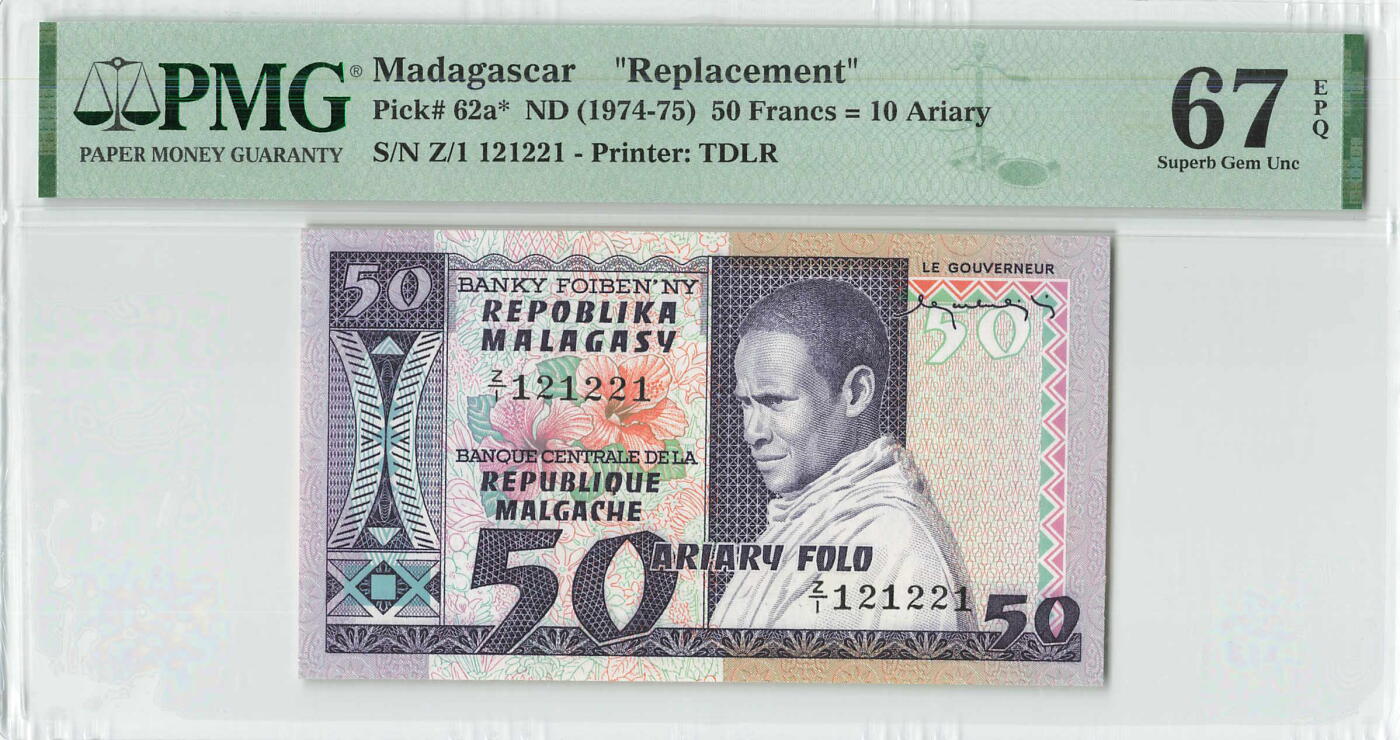 PMG®
PAPER MONEY GUARANTY
Madagascar "Replacement"
Pick# 62a* ND (1974-75) 50 Francs = 10 Ariary
S/N Z/1 121221 - Printer: TDLR
67
EPQ
Superb Gem Unc
50
BANKY FOIBEN'NY
REPOBLIKA
MALAGASY
Z/1 121221
BANQUE CENTRALE DE LA
REPUBLIQUE
MALGACHE
50 ARIARY FOLO
LE GOUVERNEUR
50
Z/1 121221
50